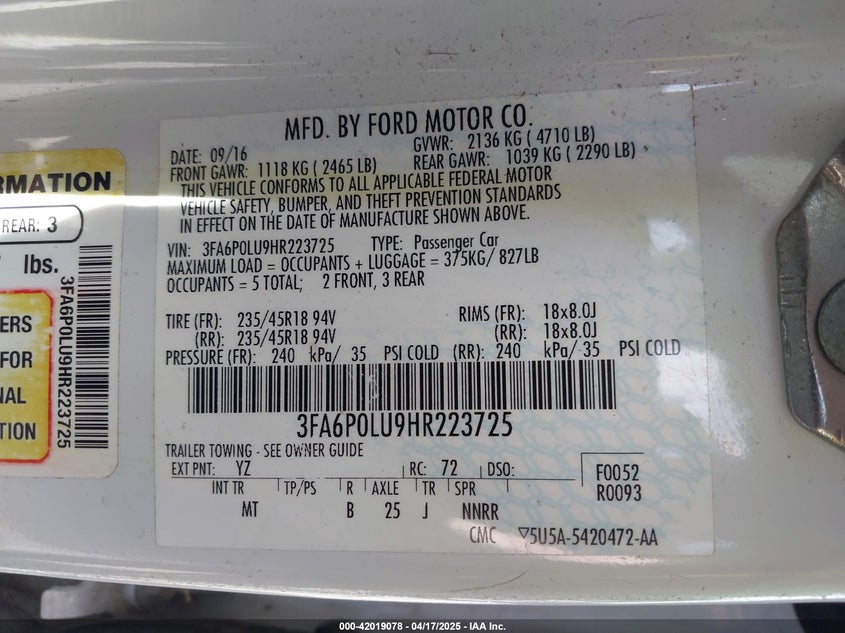 RMATION
REAR: 3
lbs.
ERS
FOR
NAL
TION
3FA6P0LU9HR223725
MFD. BY FORD MOTOR CO.
DATE: 09/16 GVWR: 2136 KG ( 4710 LB)
FRONT GAWR: 1118 KG ( 2465 LB) REAR GAWR: 1039 KG ( 2290 LB)
THIS VEHICLE CONFORMS TO ALL APPLICABLE FEDERAL MOTOR
VEHICLE SAFETY, BUMPER, AND THEFT PREVENTION STANDARDS
IN EFFECT ON THE DATE OF MANUFACTURE SHOWN ABOVE.
VIN: 3FA6P0LU9HR223725 TYPE: Passenger Car
MAXIMUM LOAD = OCCUPANTS + LUGGAGE = 375KG/ 827LB
OCCUPANTS = 5 TOTAL; 2 FRONT, 3 REAR
TIRE (FR): 235/45R18 94V RIMS (FR): 18x8.0J
(RR): 235/45R18 94V (RR): 18x8.0J
PRESSURE (FR): 240 kPa/ 35 PSI COLD (RR): 240 kPa/ 35 PSI COLD
3FA6P0LU9HR223725
TRAILER TOWING - SEE OWNER GUIDE
EXT PNT: YZ RC: 72 DSO:
F0052
R0093
INT TR TP/PS R AXLE TR SPR
MT B 25 J NNRR
CMC ▽5U5A-5420472-AA
000-42019078 - 04/17/2025 - IAA Inc.